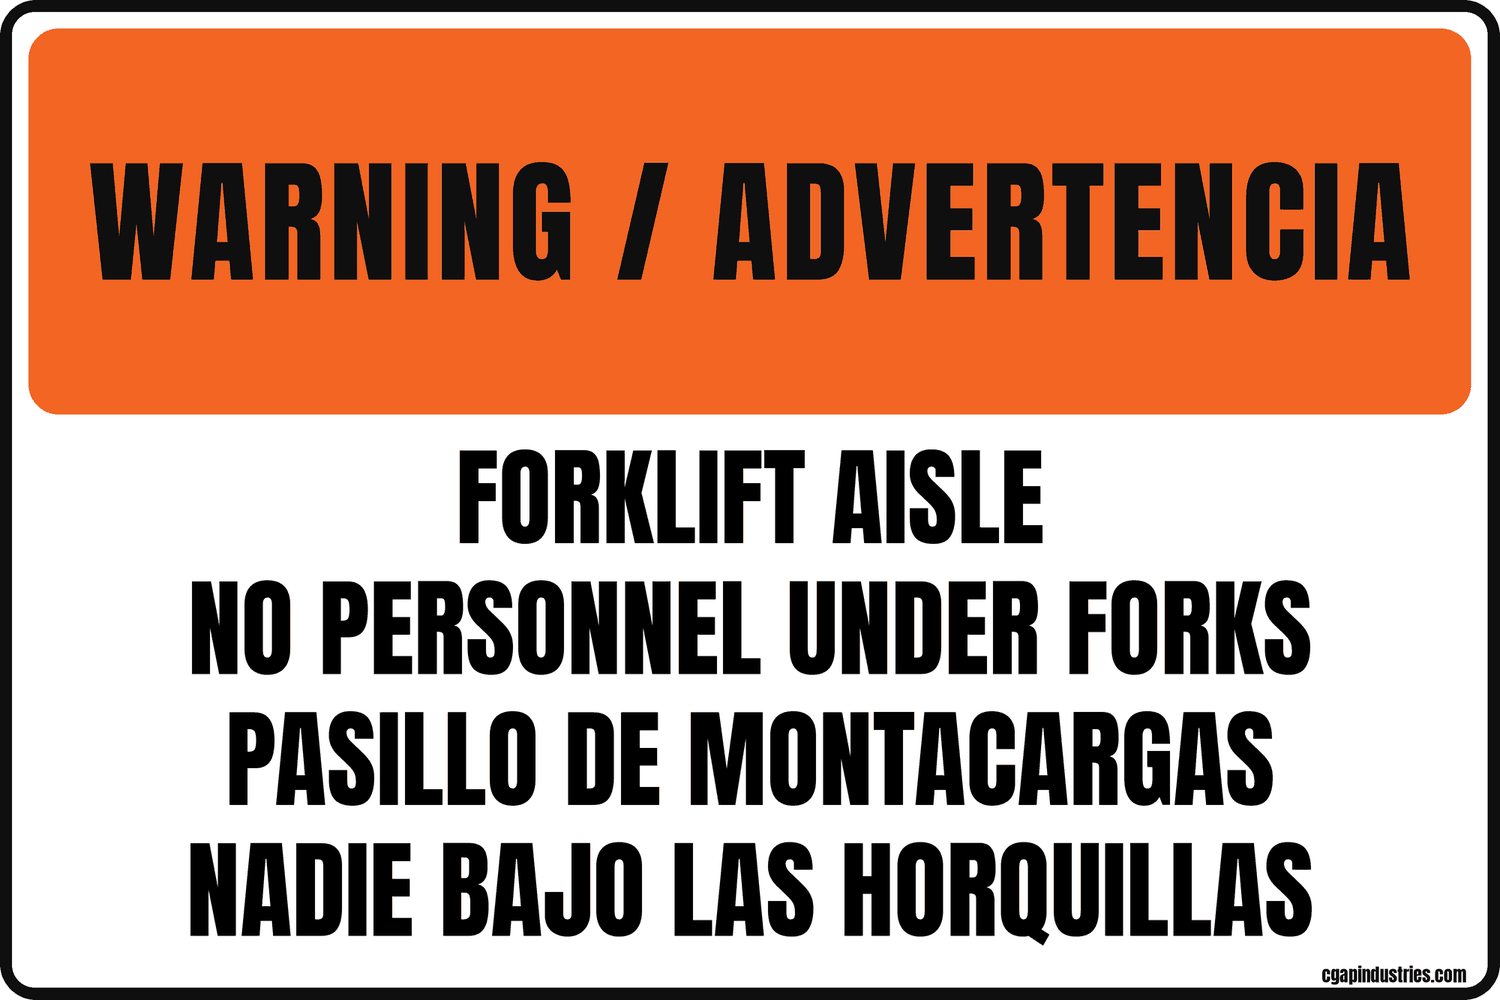 WARNING / ADVERTENCIA
FORKLIFT AISLE
NO PERSONNEL UNDER FORKS
PASILLO DE MONTACARGAS
NADIE BAJO LAS HORQUILLAS
cgapindustries.com